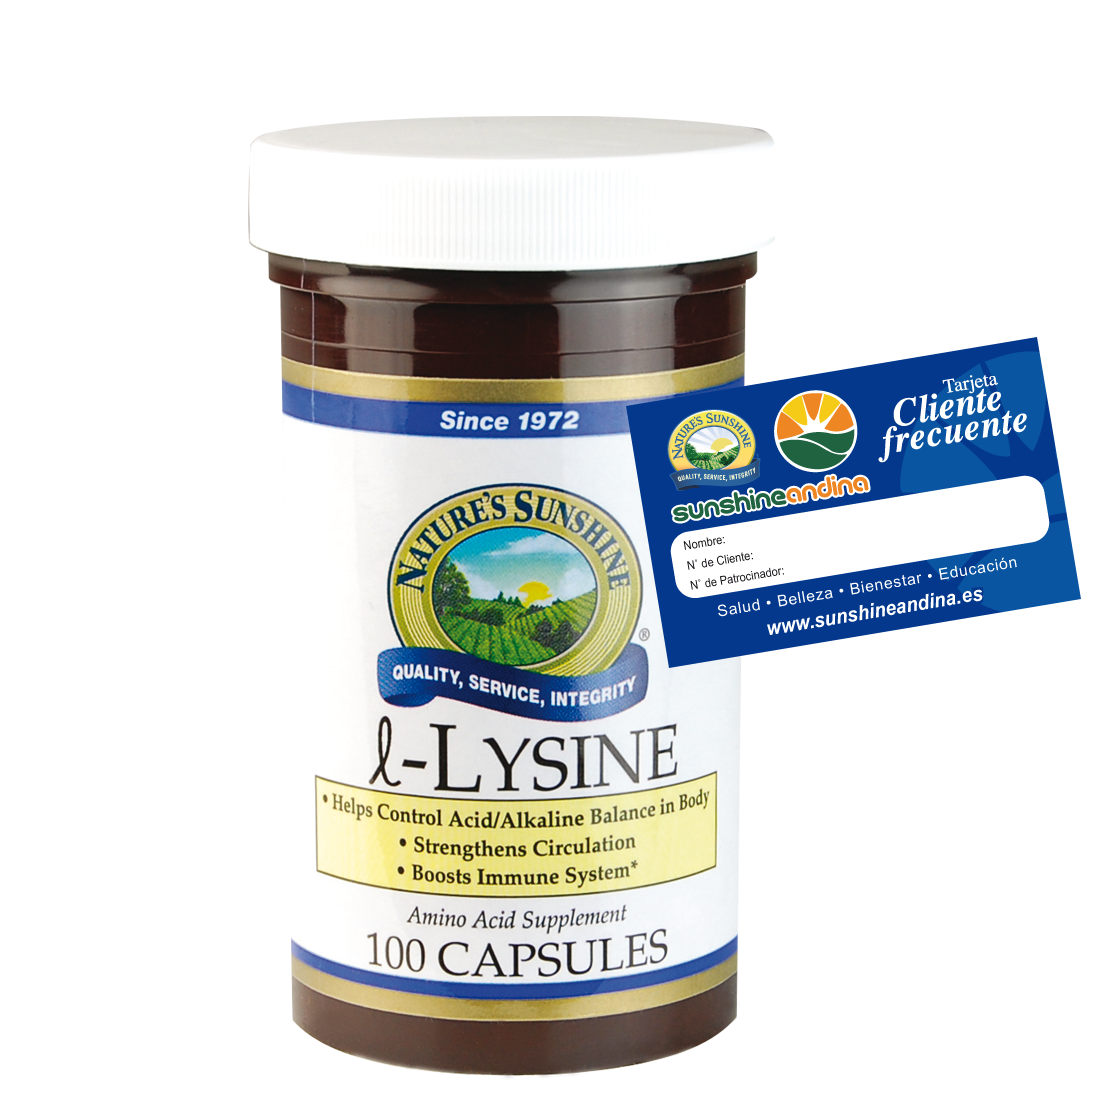 Since 1972
NATURE'S SUNSHINE
®
QUALITY, SERVICE, INTEGRITY
ℓ-LYSINE
• Helps Control Acid/Alkaline Balance in Body
• Strengthens Circulation
• Boosts Immune System*
Amino Acid Supplement
100 CAPSULES
Tarjeta
Cliente
frecuente
NATURE'S SUNSHINE
QUALITY, SERVICE, INTEGRITY
sunshineandina
Nombre:
N° de Cliente:
N° de Patrocinador:
Salud • Belleza • Bienestar • Educación
www.sunshineandina.es